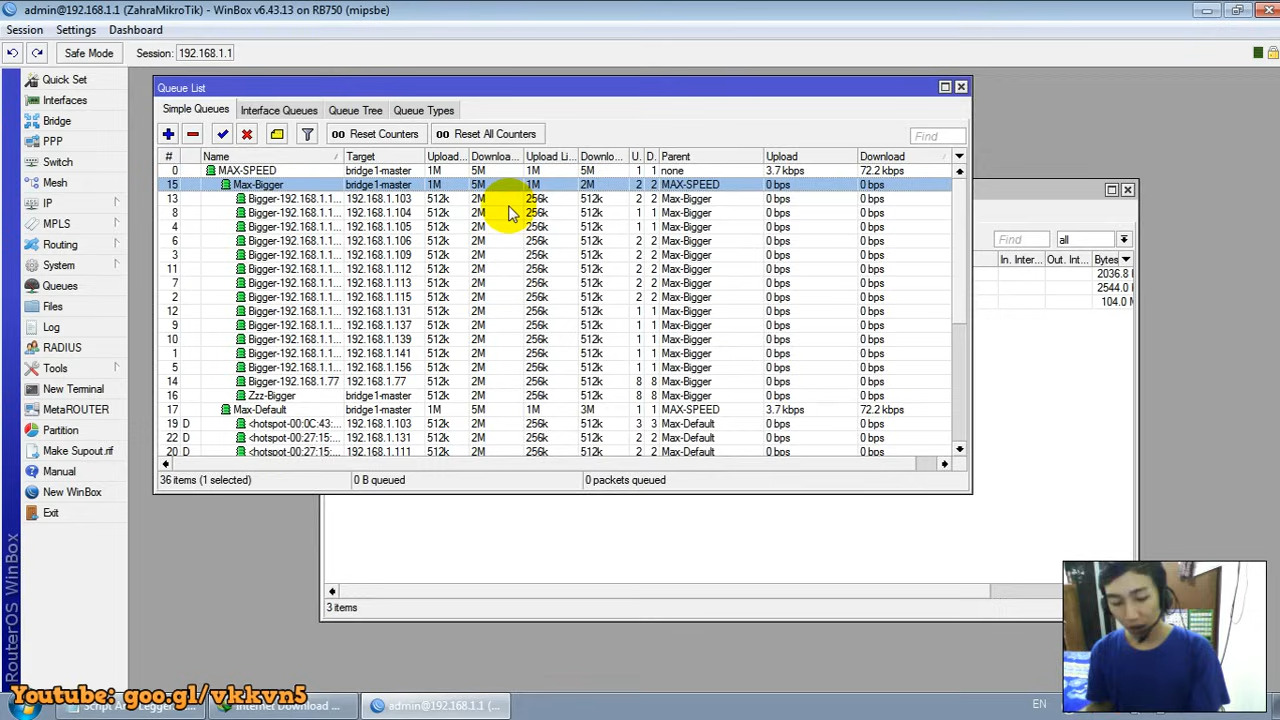 admin@192.168.1.1 (ZahraMikroTik) - WinBox v6.43.13 on RB750 (mipsbe)
Session Settings Dashboard
Safe Mode Session: 192.168.1.1
Quick Set
Interfaces
Bridge
PPP
Switch
Mesh
IP
MPLS
Routing
System
Queues
Files
Log
RADIUS
Tools
New Terminal
MetaROUTER
Partition
Make Supout.rif
Manual
New WinBox
Exit
RouterOS WinBox
Queue List
Simple Queues Interface Queues Queue Tree Queue Types
00 Reset Counters 00 Reset All Counters Find
# Name Target Upload... Downloa... Upload Li... Downlo... U. D. Parent Upload Download
0 MAX-SPEED bridge1-master 1M 5M 1M 5M 1 1 none 3.7 kbps 72.2 kbps
15 Max-Bigger bridge1-master 1M 5M 1M 2M 2 2 MAX-SPEED 0 bps 0 bps
13 Bigger-192.168.1.1... 192.168.1.102 512k 2M 256k 512k 2 2 Max-Bigger 0 bps 0 bps
8 Bigger-192.168.1.1... 192.168.1.104 512k 2M 256k 512k 1 1 Max-Bigger 0 bps 0 bps
4 Bigger-192.168.1.1... 192.168.1.105 512k 2M 256k 512k 1 1 Max-Bigger 0 bps 0 bps
6 Bigger-192.168.1.1... 192.168.1.106 512k 2M 256k 512k 2 2 Max-Bigger 0 bps 0 bps
3 Bigger-192.168.1.1... 192.168.1.109 512k 2M 256k 512k 2 2 Max-Bigger 0 bps 0 bps
11 Bigger-192.168.1.1... 192.168.1.112 512k 2M 256k 512k 2 2 Max-Bigger 0 bps 0 bps
7 Bigger-192.168.1.1... 192.168.1.113 512k 2M 256k 512k 2 2 Max-Bigger 0 bps 0 bps
2 Bigger-192.168.1.1... 192.168.1.115 512k 2M 256k 512k 2 2 Max-Bigger 0 bps 0 bps
12 Bigger-192.168.1.1... 192.168.1.131 512k 2M 256k 512k 2 2 Max-Bigger 0 bps 0 bps
9 Bigger-192.168.1.1... 192.168.1.137 512k 2M 256k 512k 2 2 Max-Bigger 0 bps 0 bps
10 Bigger-192.168.1.1... 192.168.1.139 512k 2M 256k 512k 2 2 Max-Bigger 0 bps 0 bps
1 Bigger-192.168.1.1... 192.168.1.141 512k 2M 256k 512k 1 1 Max-Bigger 0 bps 0 bps
5 Bigger-192.168.1.1... 192.168.1.156 512k 2M 256k 512k 1 1 Max-Bigger 0 bps 0 bps
14 Bigger-192.168.1.77 192.168.1.77 512k 2M 256k 512k 8 8 Max-Bigger 0 bps 0 bps
16 Zzz-Bigger bridge1-master 512k 2M 256k 512k 8 8 Max-Bigger 0 bps 0 bps
17 Max-Default bridge1-master 1M 5M 1M 3M 1 1 MAX-SPEED 3.7 kbps 72.2 kbps
19 D <hotspot-00:0C:43:... 192.168.1.103 512k 2M 256k 512k 3 3 Max-Default 0 bps 0 bps
22 D <hotspot-00:27:15:... 192.168.1.131 512k 2M 256k 512k 2 2 Max-Default 0 bps 0 bps
20 D <hotspot-00:27:15:... 192.168.1.111 512k 2M 256k 512k 2 2 Max-Default 0 bps 0 bps
36 items (1 selected) 0 B queued 0 packets queued
Find all
In. Inter... Out. Int... Bytes
2036.8
2544.0
104.0
3 items
Youtube: goo.gl/vkkvn5
Internet Download ... admin@192.168.1.1 (... EN